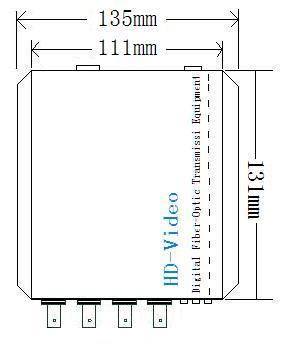 135mm
111mm
131mm
HD-Video
Digital Fiber-Optic Transmissi Equipment